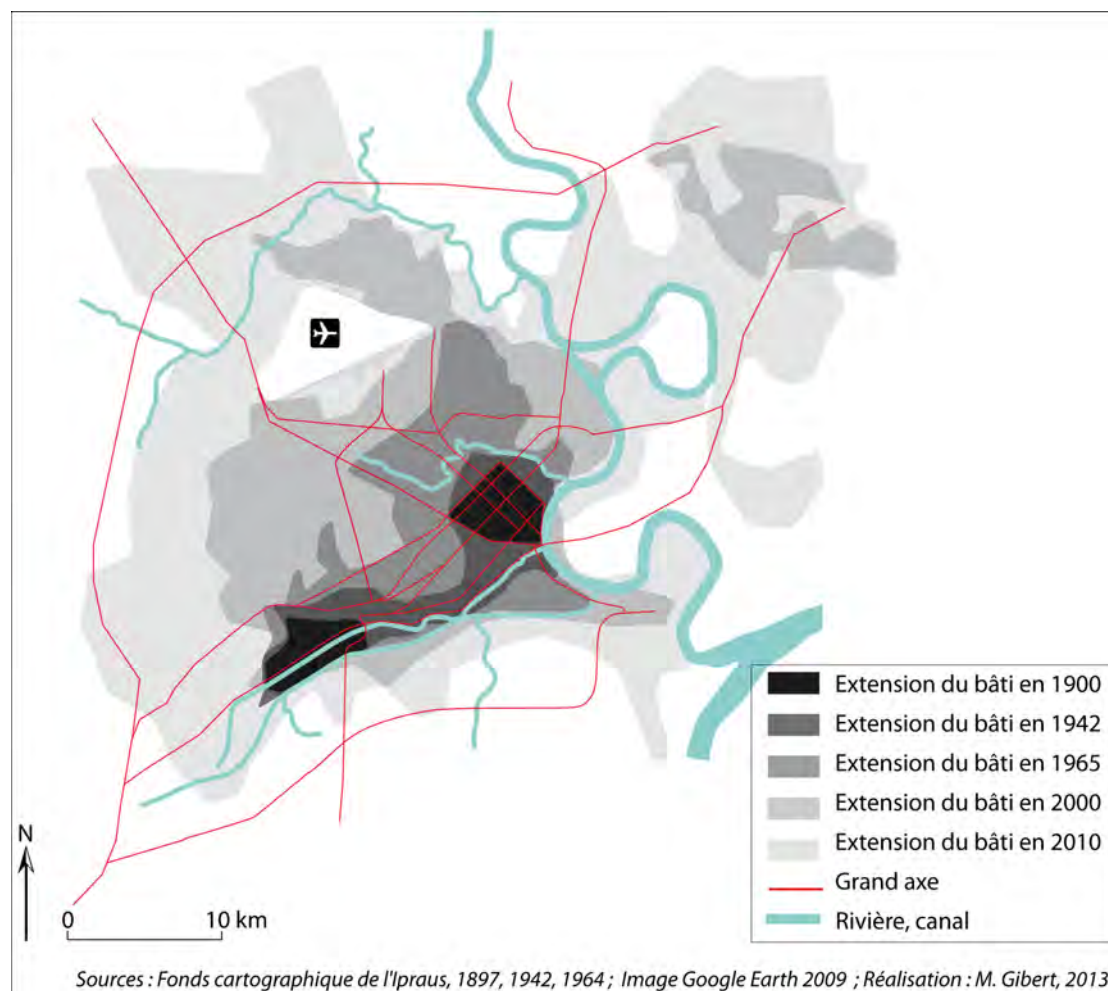 Extension du bâti en 1900
Extension du bâti en 1942
Extension du bâti en 1965
Extension du bâti en 2000
Extension du bâti en 2010
Grand axe
Rivière, canal
N
0 10 km
Sources : Fonds cartographique de l'Ipraus, 1897, 1942, 1964 ; Image Google Earth 2009 ; Réalisation : M. Gibert, 2013